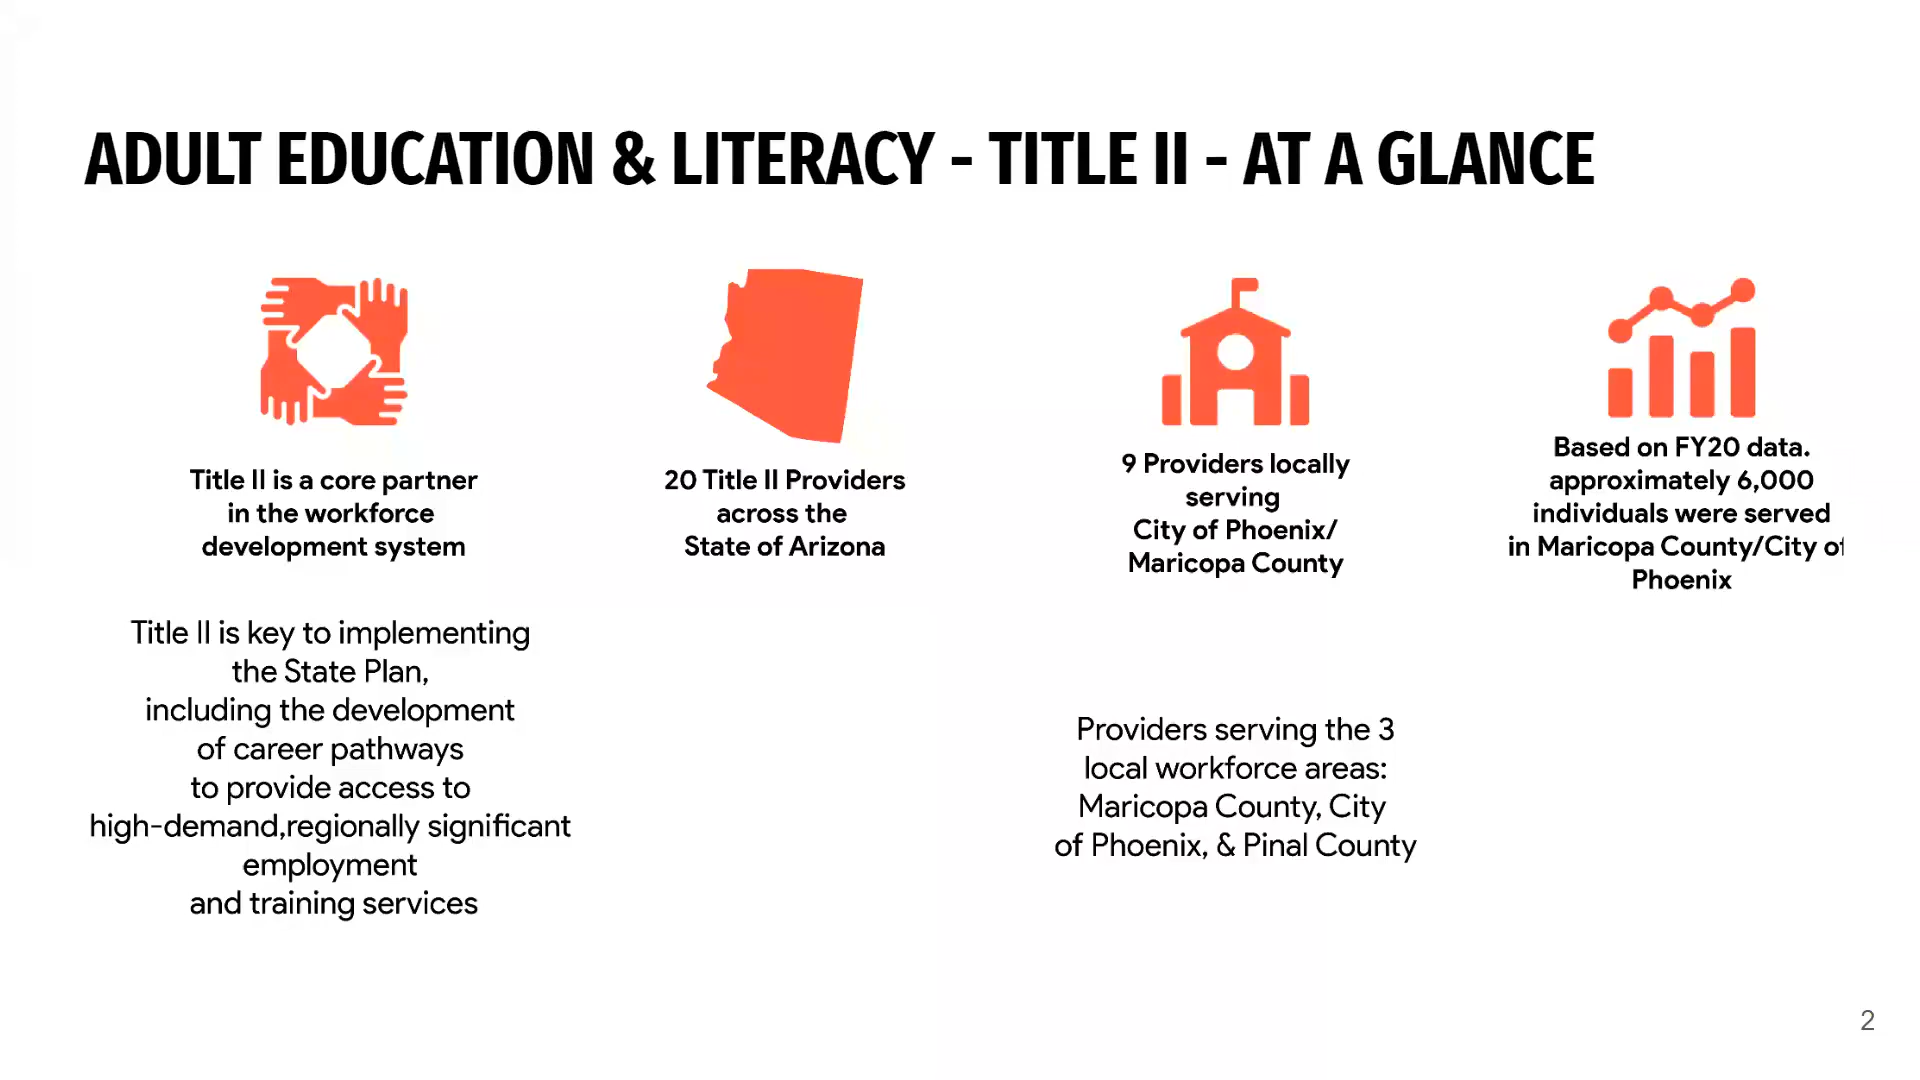 ADULT EDUCATION & LITERACY - TITLE II - AT A GLANCE
Title II is a core partner
in the workforce
development system
Title II is key to implementing
the State Plan,
including the development
of career pathways
to provide access to
high-demand,regionally significant
employment
and training services
20 Title II Providers
across the
State of Arizona
9 Providers locally
serving
City of Phoenix/
Maricopa County
Providers serving the 3
local workforce areas:
Maricopa County, City
of Phoenix, & Pinal County
Based on FY20 data.
approximately 6,000
individuals were served
in Maricopa County/City of
Phoenix
2